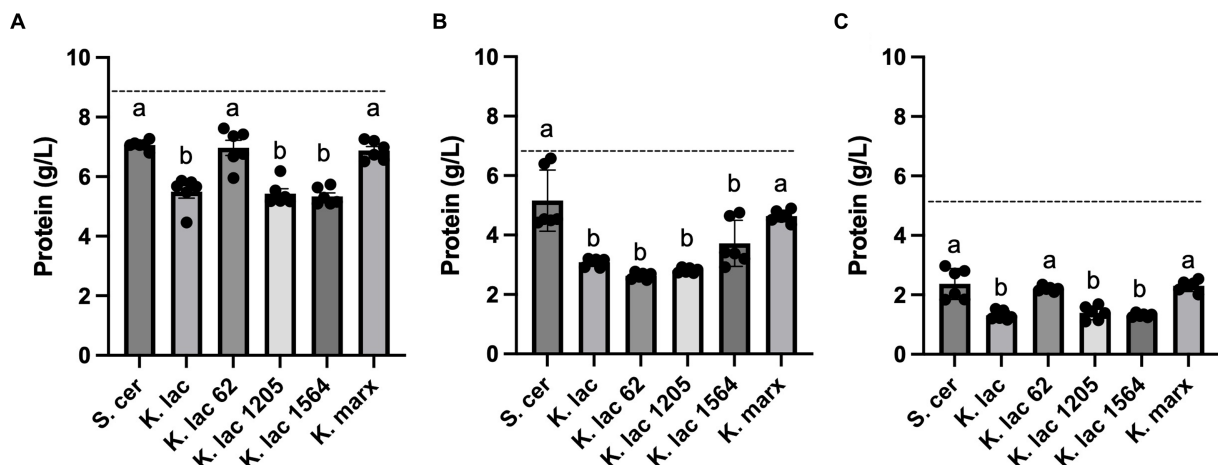 A
Protein (g/L)
10
8
6
4
2
0
a
b
a
b
b
a
S. cer
K. lac
K. lac 62
K. lac 1205
K. lac 1564
K. marx
B
Protein (g/L)
10
8
6
4
2
0
a
b
b
b
b
a
S. cer
K. lac
K. lac 62
K. lac 1205
K. lac 1564
K. marx
C
Protein (g/L)
10
8
6
4
2
0
a
b
a
b
b
a
S. cer
K. lac
K. lac 62
K. lac 1205
K. lac 1564
K. marx